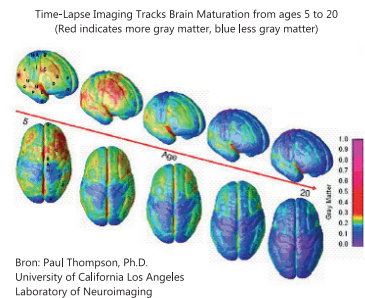 Time-Lapse Imaging Tracks Brain Maturation from ages 5 to 20
(Red indicates more gray matter, blue less gray matter)
5
Age
20
Gray Matter
1.0
0.9
0.8
0.7
0.6
0.5
0.4
0.3
0.2
0.1
0.0
Bron: Paul Thompson, Ph.D.
University of California Los Angeles
Laboratory of Neuroimaging